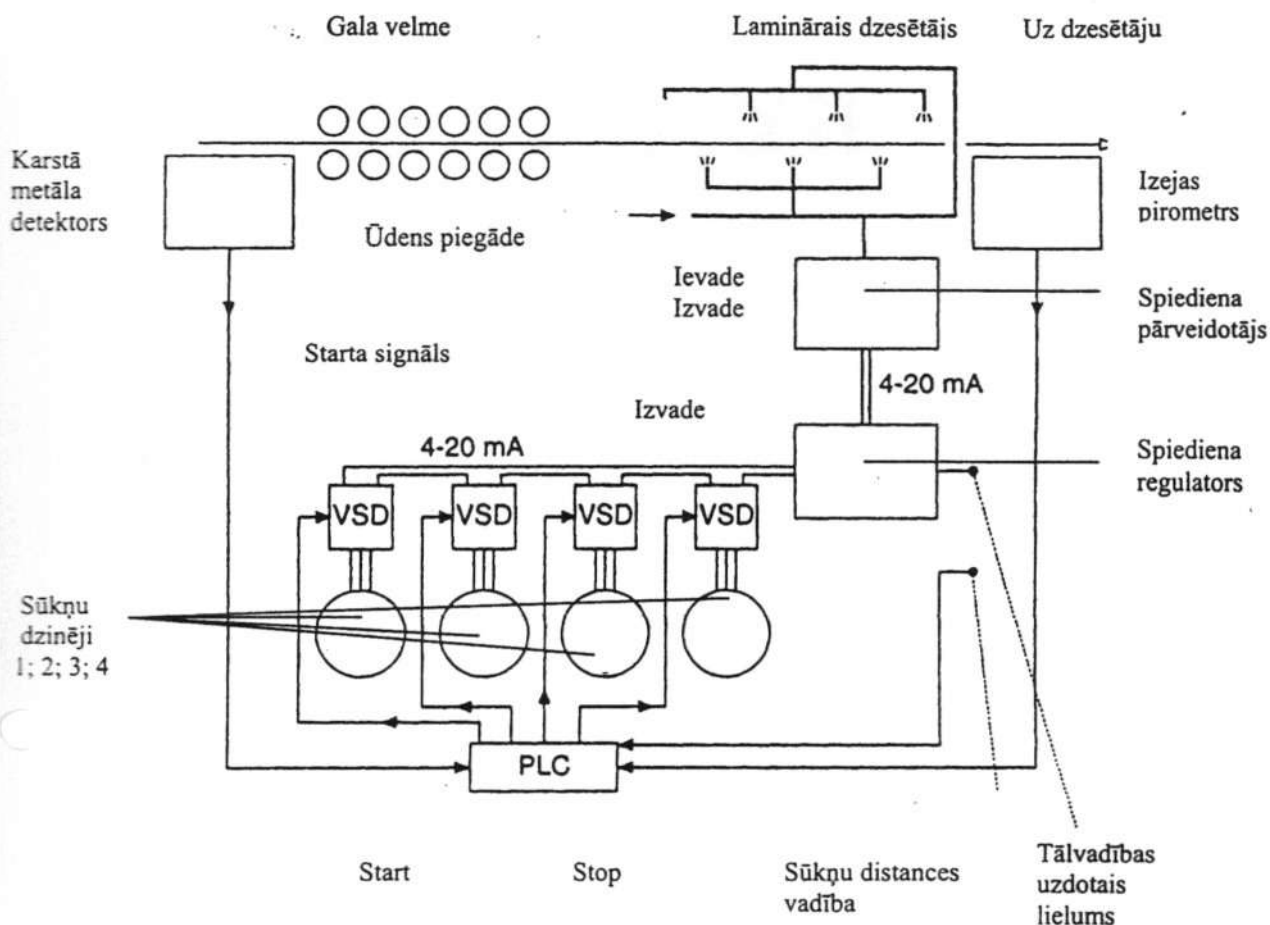 Gala velme
Laminārais dzesētājs
Uz dzesētāju
Karstā
metāla
detektors
Izejas
pirometrs
Ūdens piegāde
Ievade
Izvade
Spiediena
pārveidotājs
Starta signāls
4-20 mA
Izvade
4-20 mA
Spiediena
regulators
VSD
VSD
VSD
VSD
Sūkņu
dzinēji
1; 2; 3; 4
PLC
Start
Stop
Sūkņu distances
vadība
Tālvadības
uzdotais
lielums